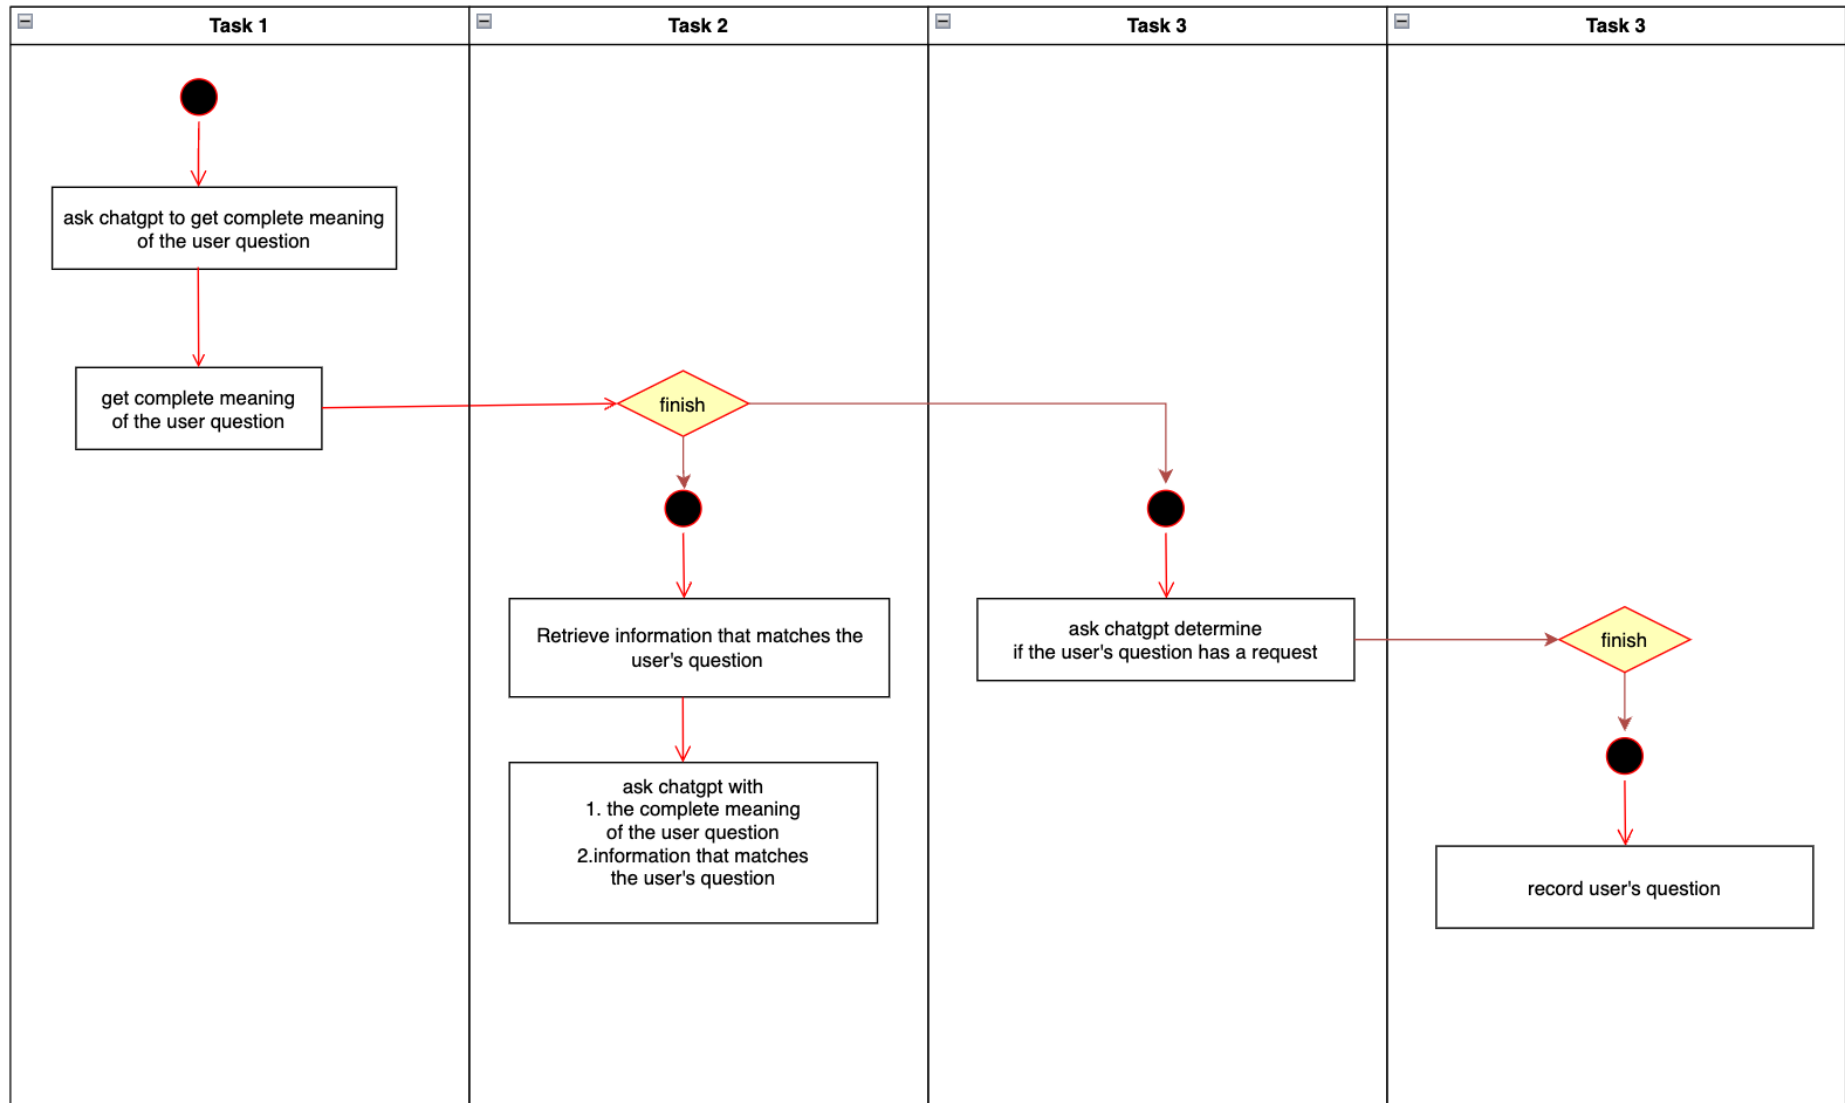 Task 1
Task 2
Task 3
Task 3
ask chatgpt to get complete meaning
of the user question
get complete meaning
of the user question
finish
Retrieve information that matches the
user's question
ask chatgpt with
1. the complete meaning
of the user question
2.information that matches
the user's question
ask chatgpt determine
if the user's question has a request
finish
record user's question